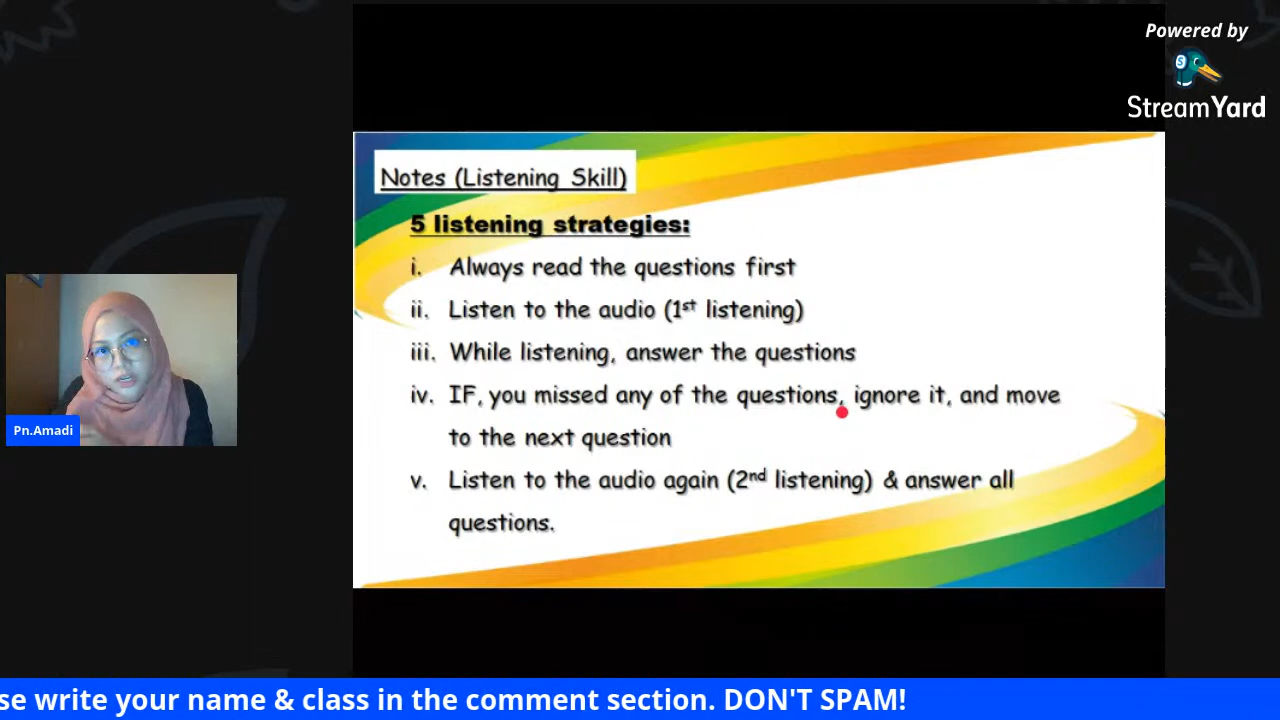 Powered by
StreamYard
Notes (Listening Skill)
5 listening strategies:
i. Always read the questions first
ii. Listen to the audio (1st listening)
iii. While listening, answer the questions
iv. IF, you missed any of the questions, ignore it, and move
to the next question
v. Listen to the audio again (2nd listening) & answer all
questions.
Pn.Amadi
se write your name & class in the comment section. DON'T SPAM!